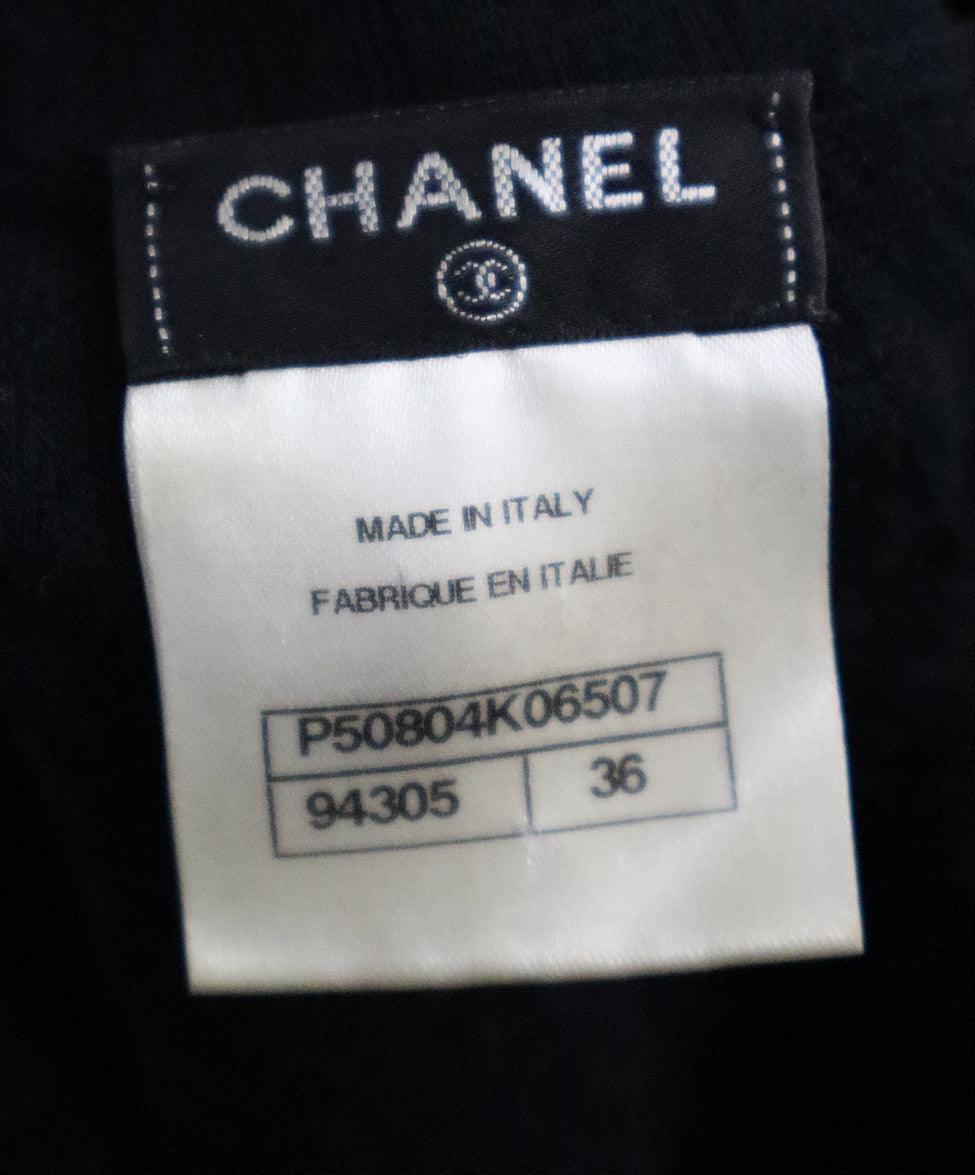 CHANEL
MADE IN ITALY
FABRIQUE EN ITALIE
P50804K06507
94305 36